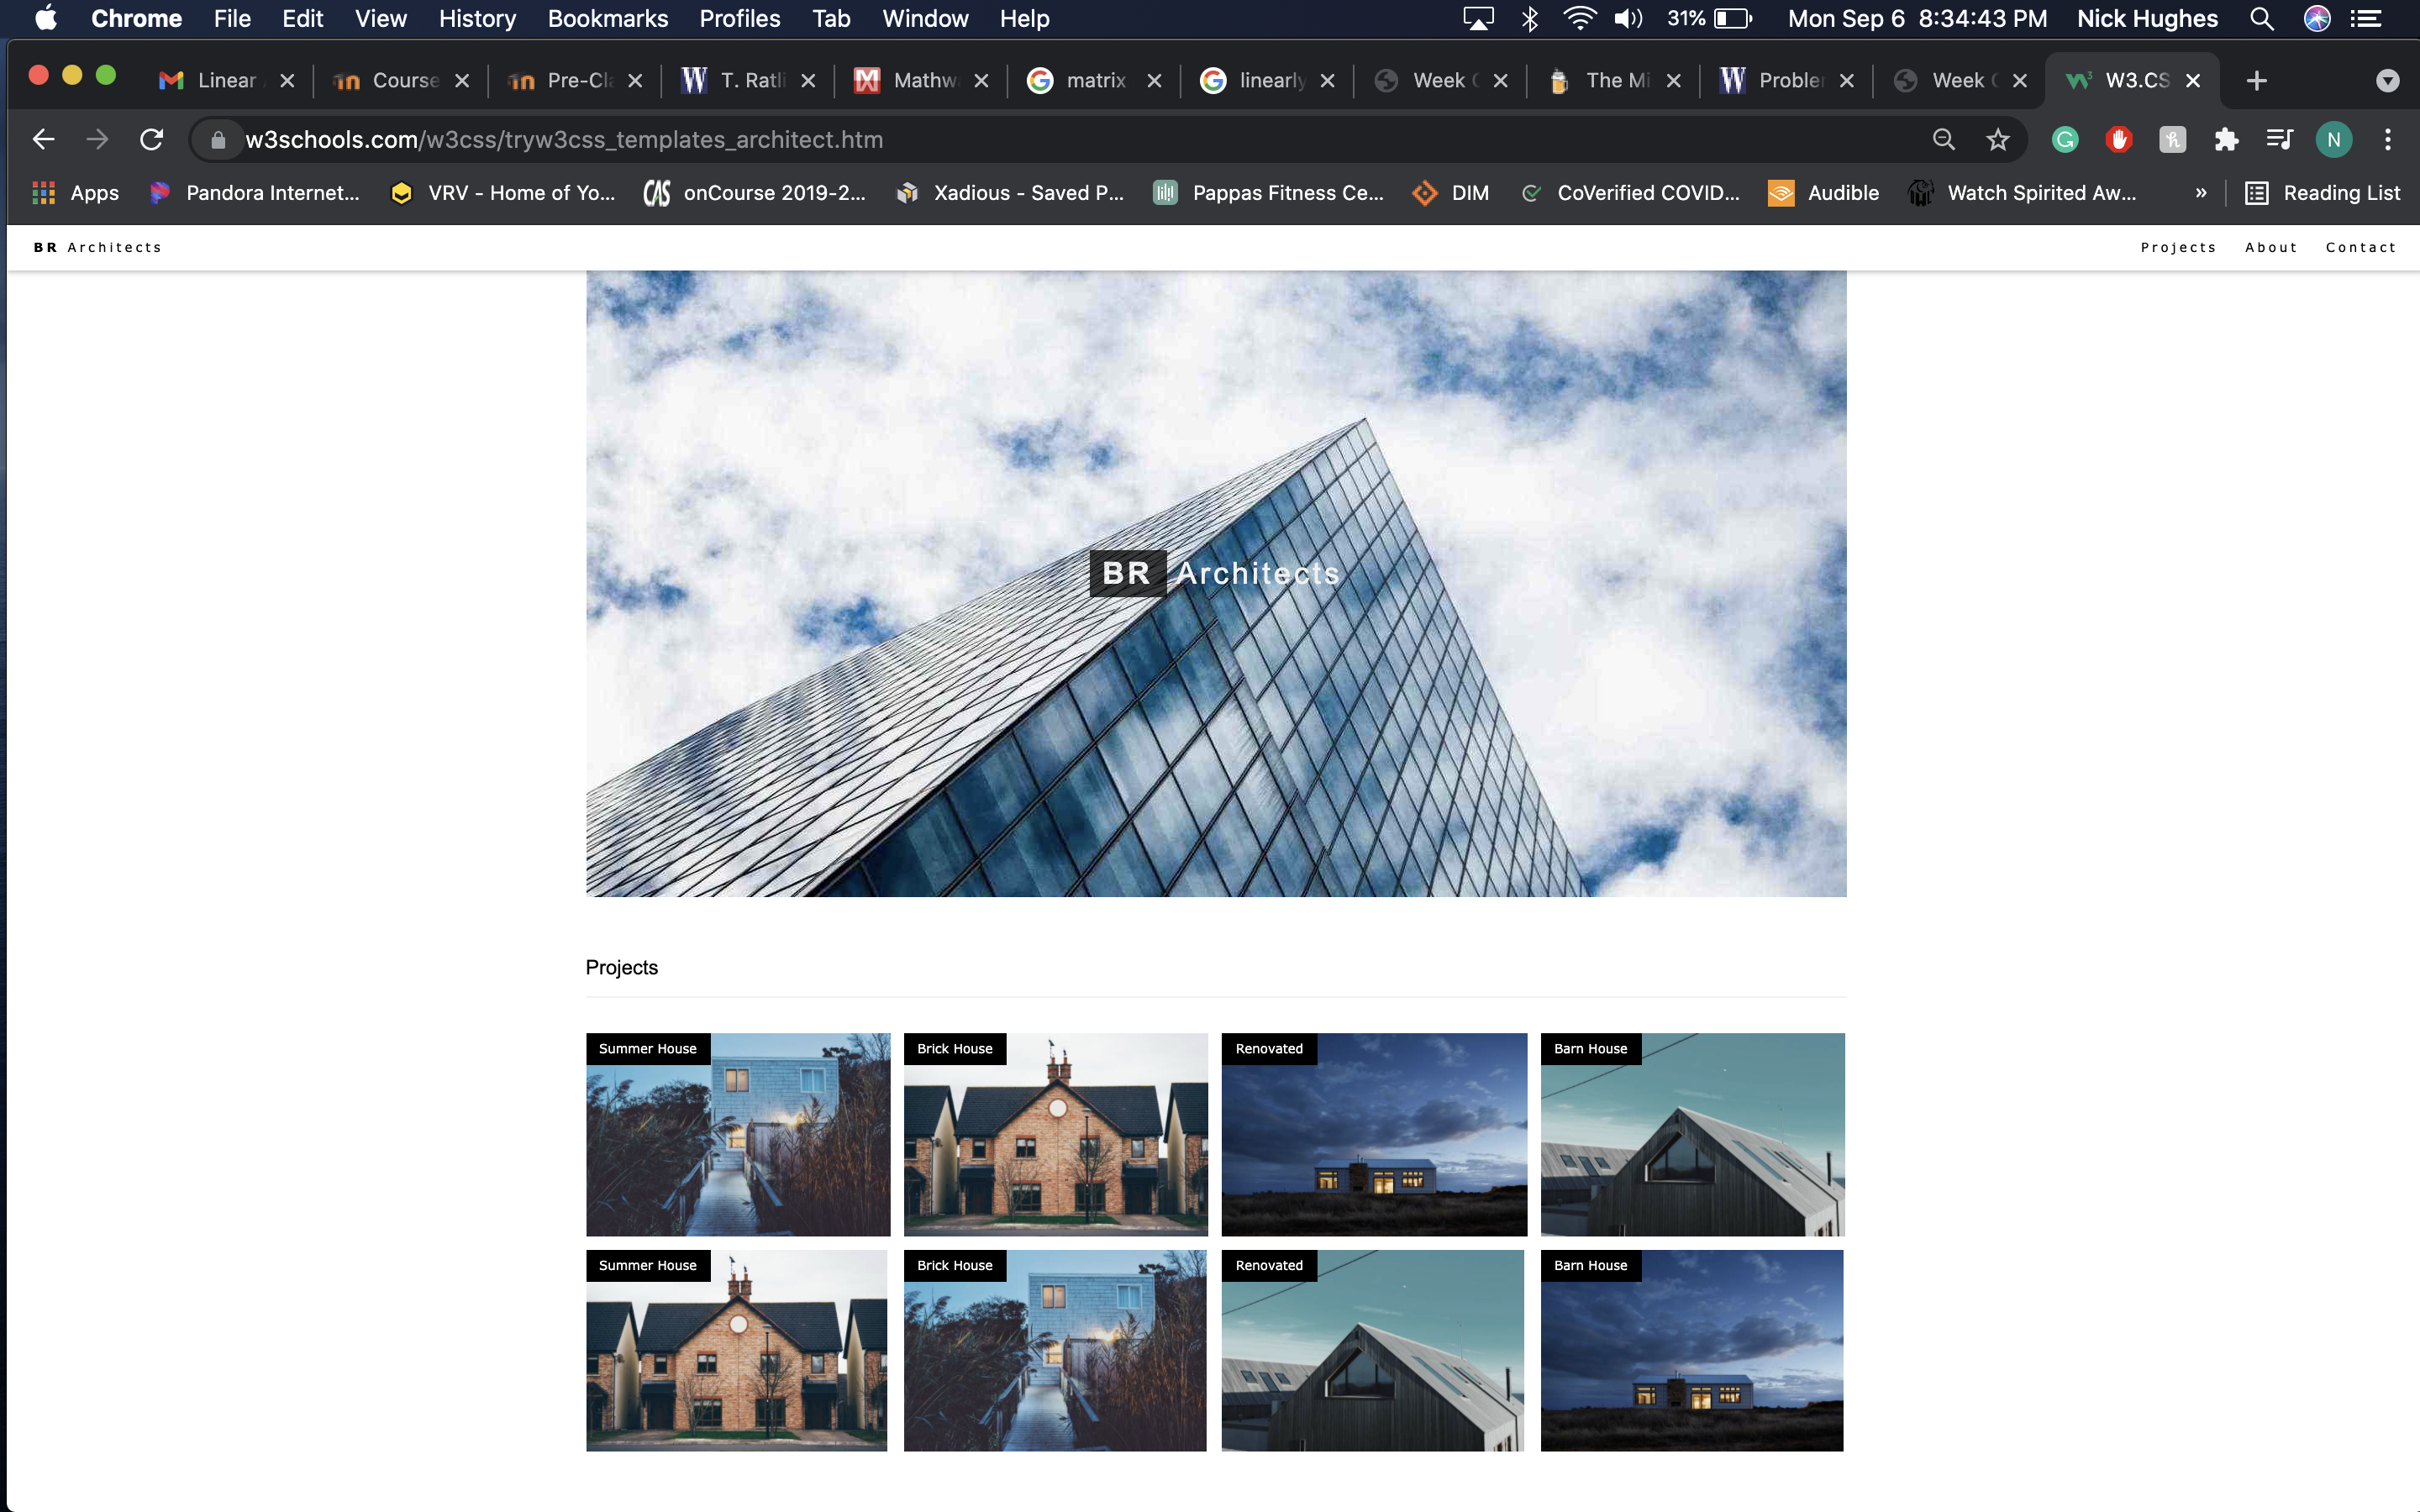 Chrome File Edit View History Bookmarks Profiles Tab Window Help 31% Mon Sep 6 8:34:43 PM Nick Hughes
Linear Course Pre-Cla T. Ratli Mathw matrix linearly Week The Mi Problem Week W3.CS
w3schools.com/w3css/tryw3css_templates_architect.htm N
Apps Pandora Internet... VRV - Home of Yo... CAS onCourse 2019-2... Xadious - Saved P... Pappas Fitness Ce... DIM CoVerified COVID... Audible Watch Spirited Aw... » Reading List
BR Architects Projects About Contact
BR Architects
Projects
Summer House Brick House Renovated Barn House
Summer House Brick House Renovated Barn House